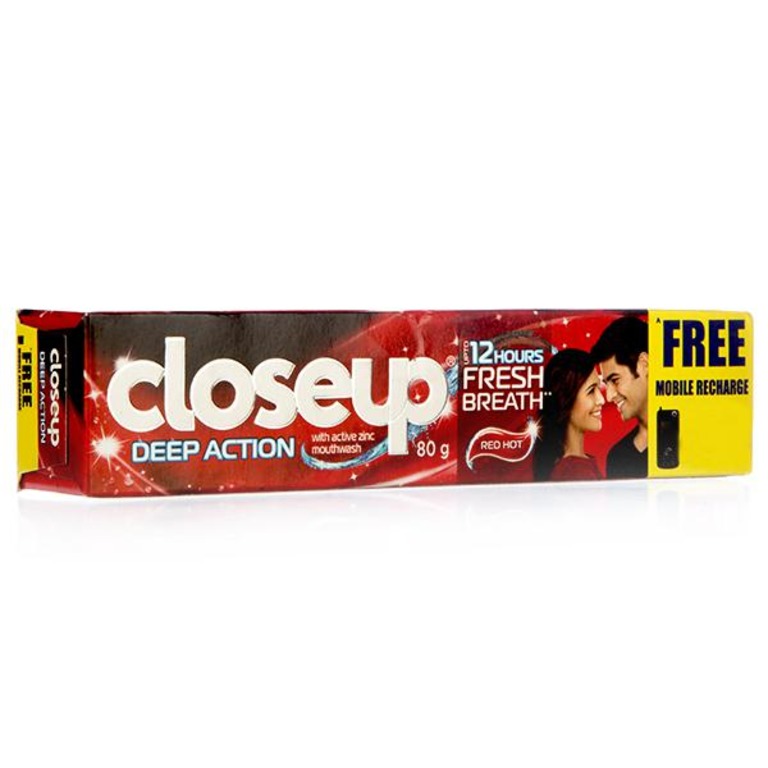 FREE
closeup
DEEP ACTION
closeup®
DEEP ACTION
with active zinc
mouthwash
80 g
UPTO
12 HOURS
FRESH
BREATH**
RED HOT
^FREE
MOBILE RECHARGE